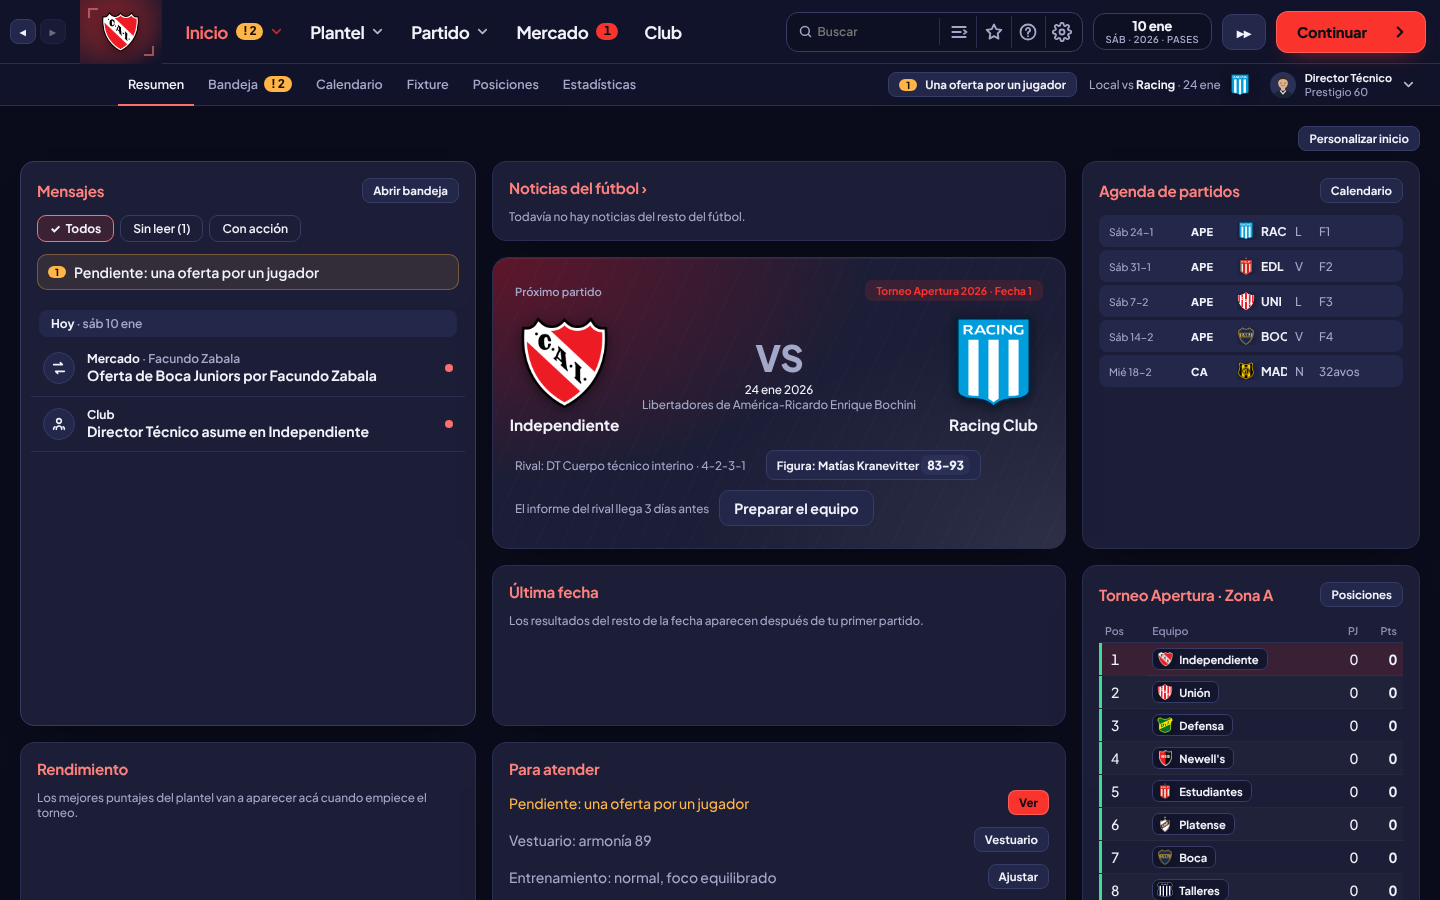 Inicio !2
Plantel
Partido
Mercado 1
Club
Buscar
10 ene
SÁB · 2026 · PASES
Continuar
Resumen
Bandeja !2
Calendario
Fixture
Posiciones
Estadísticas
1 Una oferta por un jugador
Local vs Racing · 24 ene
Director Técnico
Prestigio 60
Personalizar inicio
Mensajes
Abrir bandeja
Todos
Sin leer (1)
Con acción
1 Pendiente: una oferta por un jugador
Hoy · sáb 10 ene
Mercado · Facundo Zabala
Oferta de Boca Juniors por Facundo Zabala
Club
Director Técnico asume en Independiente
Noticias del fútbol ›
Todavía no hay noticias del resto del fútbol.
Próximo partido
Torneo Apertura 2026 · Fecha 1
C.A.I.
RACING
VS
24 ene 2026
Libertadores de América-Ricardo Enrique Bochini
Independiente
Racing Club
Rival: DT Cuerpo técnico interino · 4-2-3-1
Figura: Matías Kranevitter 83–93
El informe del rival llega 3 días antes
Preparar el equipo
Agenda de partidos
Calendario
Sáb 24-1 APE RAC L F1
Sáb 31-1 APE EDL V F2
Sáb 7-2 APE UNI L F3
Sáb 14-2 APE BOC V F4
Mié 18-2 CA MAD N 32avos
Última fecha
Los resultados del resto de la fecha aparecen después de tu primer partido.
Torneo Apertura · Zona A
Posiciones
Pos Equipo PJ Pts
1 Independiente 0 0
2 Unión 0 0
3 Defensa 0 0
4 Newell's 0 0
5 Estudiantes 0 0
6 Platense 0 0
7 Boca 0 0
8 Talleres 0 0
Rendimiento
Los mejores puntajes del plantel van a aparecer acá cuando empiece el
torneo.
Para atender
Pendiente: una oferta por un jugador
Ver
Vestuario: armonía 89
Vestuario
Entrenamiento: normal, foco equilibrado
Ajustar